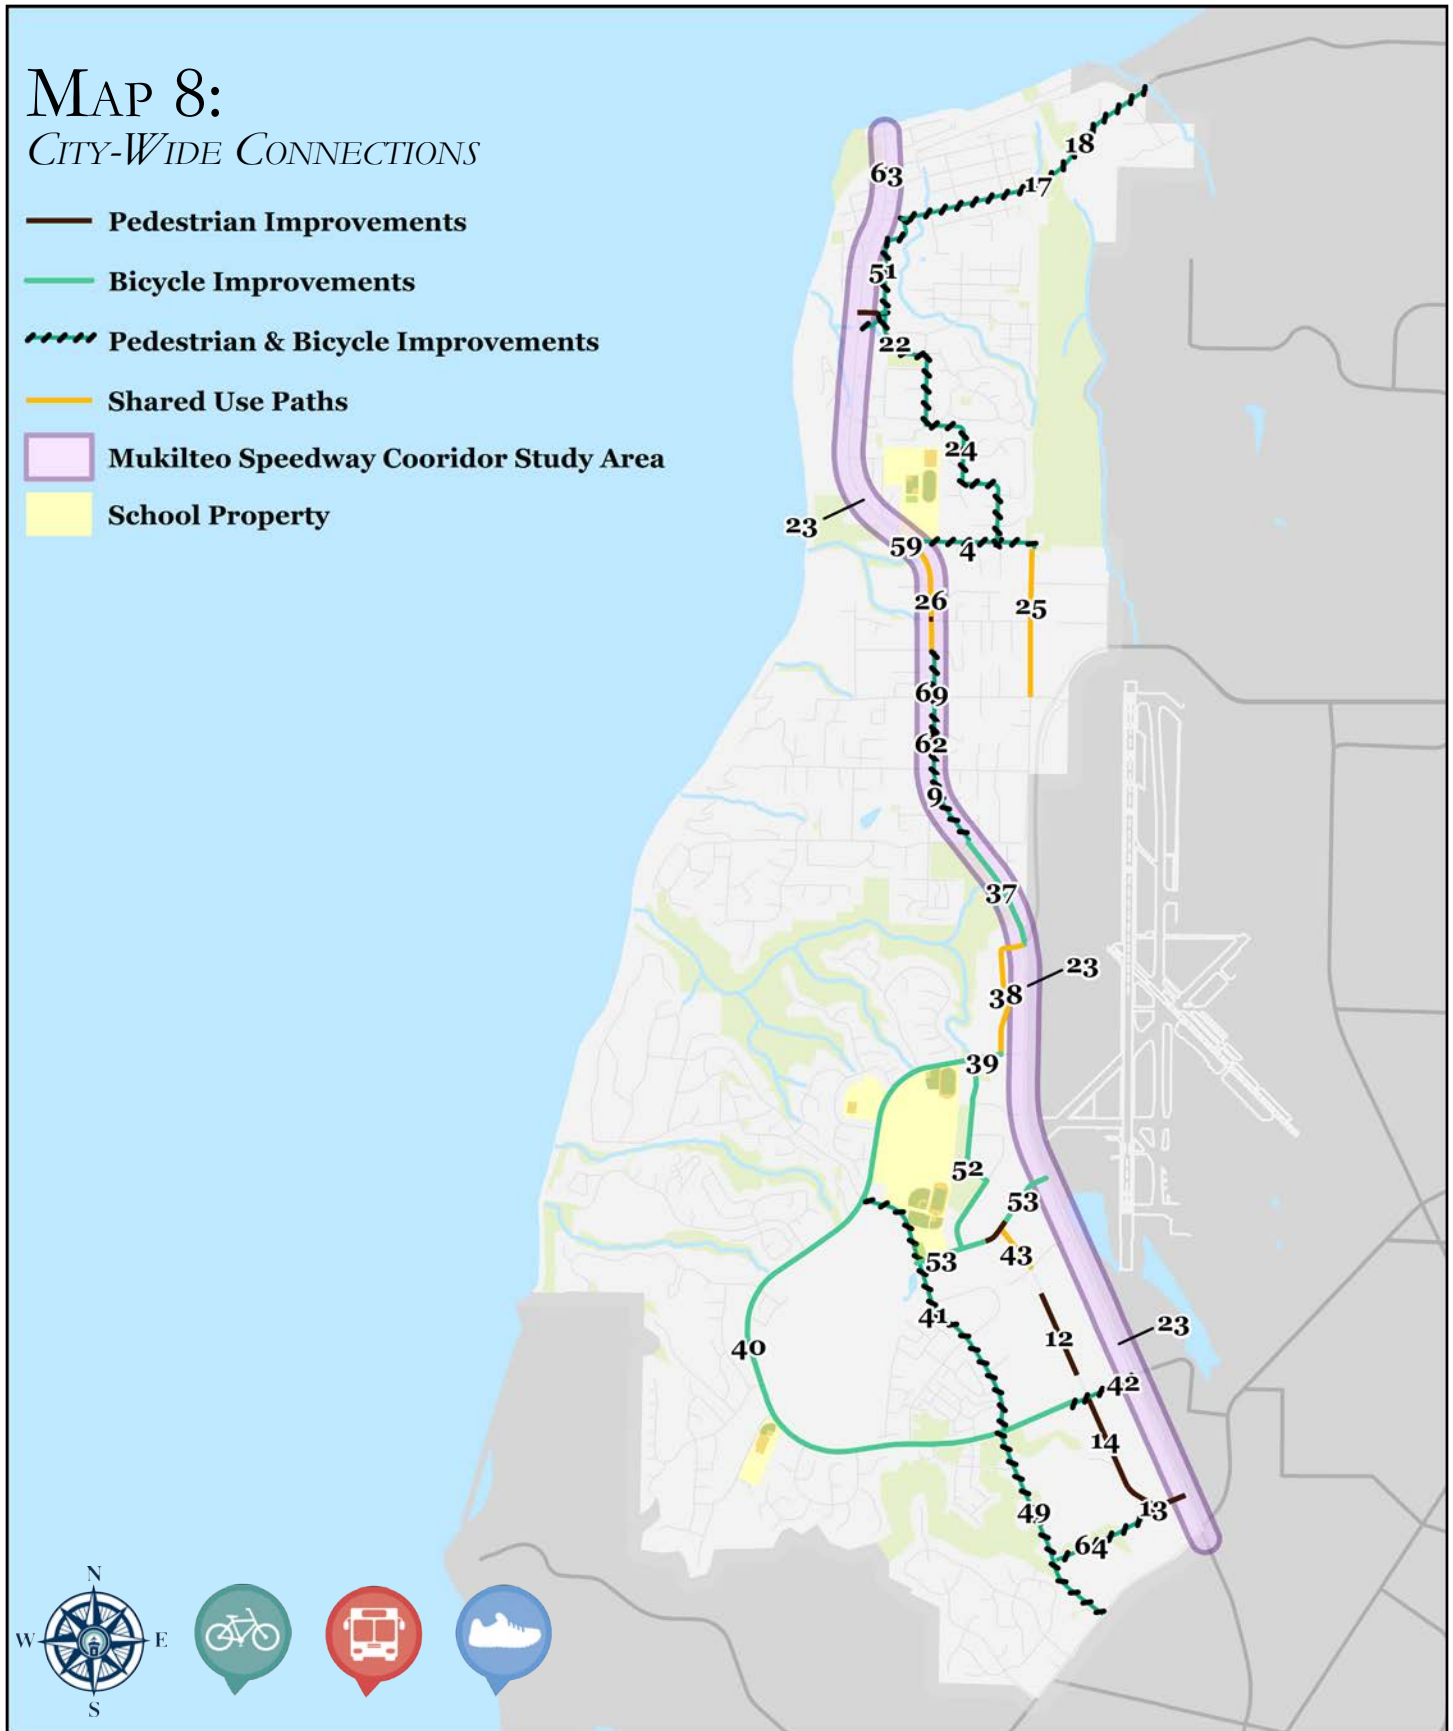 MAP 8:
CITY-WIDE CONNECTIONS
Pedestrian Improvements
Bicycle Improvements
Pedestrian & Bicycle Improvements
Shared Use Paths
Mukilteo Speedway Cooridor Study Area
School Property
18
63
17
51
22
24
23
59
4
26
25
69
62
9
37
23
38
39
52
53
53
43
41
23
12
40
42
14
49
13
64
N
W
E
S